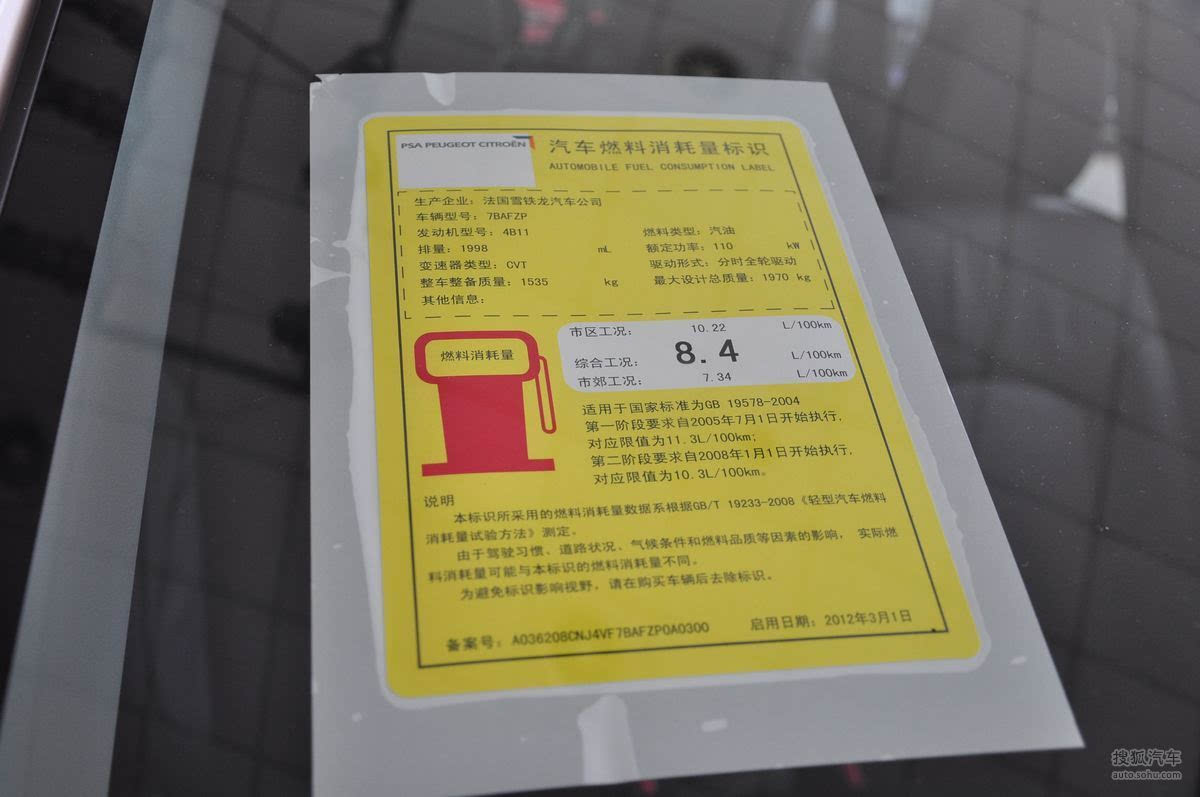 PSA PEUGEOT CITROËN
汽车燃料消耗量标识
AUTOMOBILE FUEL CONSUMPTION LABEL
生产企业：法国雪铁龙汽车公司
车辆型号：7BAFZP
发动机型号：4B11 燃料类型：汽油
排量：1998 mL 额定功率：110 kW
变速器类型：CVT 驱动形式：分时全轮驱动
整车整备质量：1535 kg 最大设计总质量：1970 kg
其他信息：
燃料消耗量
市区工况： 10.22 L/100km
综合工况： 8.4 L/100km
市郊工况： 7.34 L/100km
适用于国家标准为GB 19578-2004
第一阶段要求自2005年7月1日开始执行，
对应限值为11.3L/100km；
第二阶段要求自2008年1月1日开始执行，
对应限值为10.3L/100km。
说明
本标识所采用的燃料消耗量数据系根据GB/T 19233-2008《轻型汽车燃料
消耗量试验方法》测定。
由于驾驶习惯、道路状况、气候条件和燃料品质等因素的影响， 实际燃
料消耗量可能与本标识的燃料消耗量不同。
为避免标识影响视野，请在购买车辆后去除标识。
备案号：A036208CNJ4VF7BAFZP0A0300 启用日期：2012年3月1日
搜狐汽车
auto.sohu.com